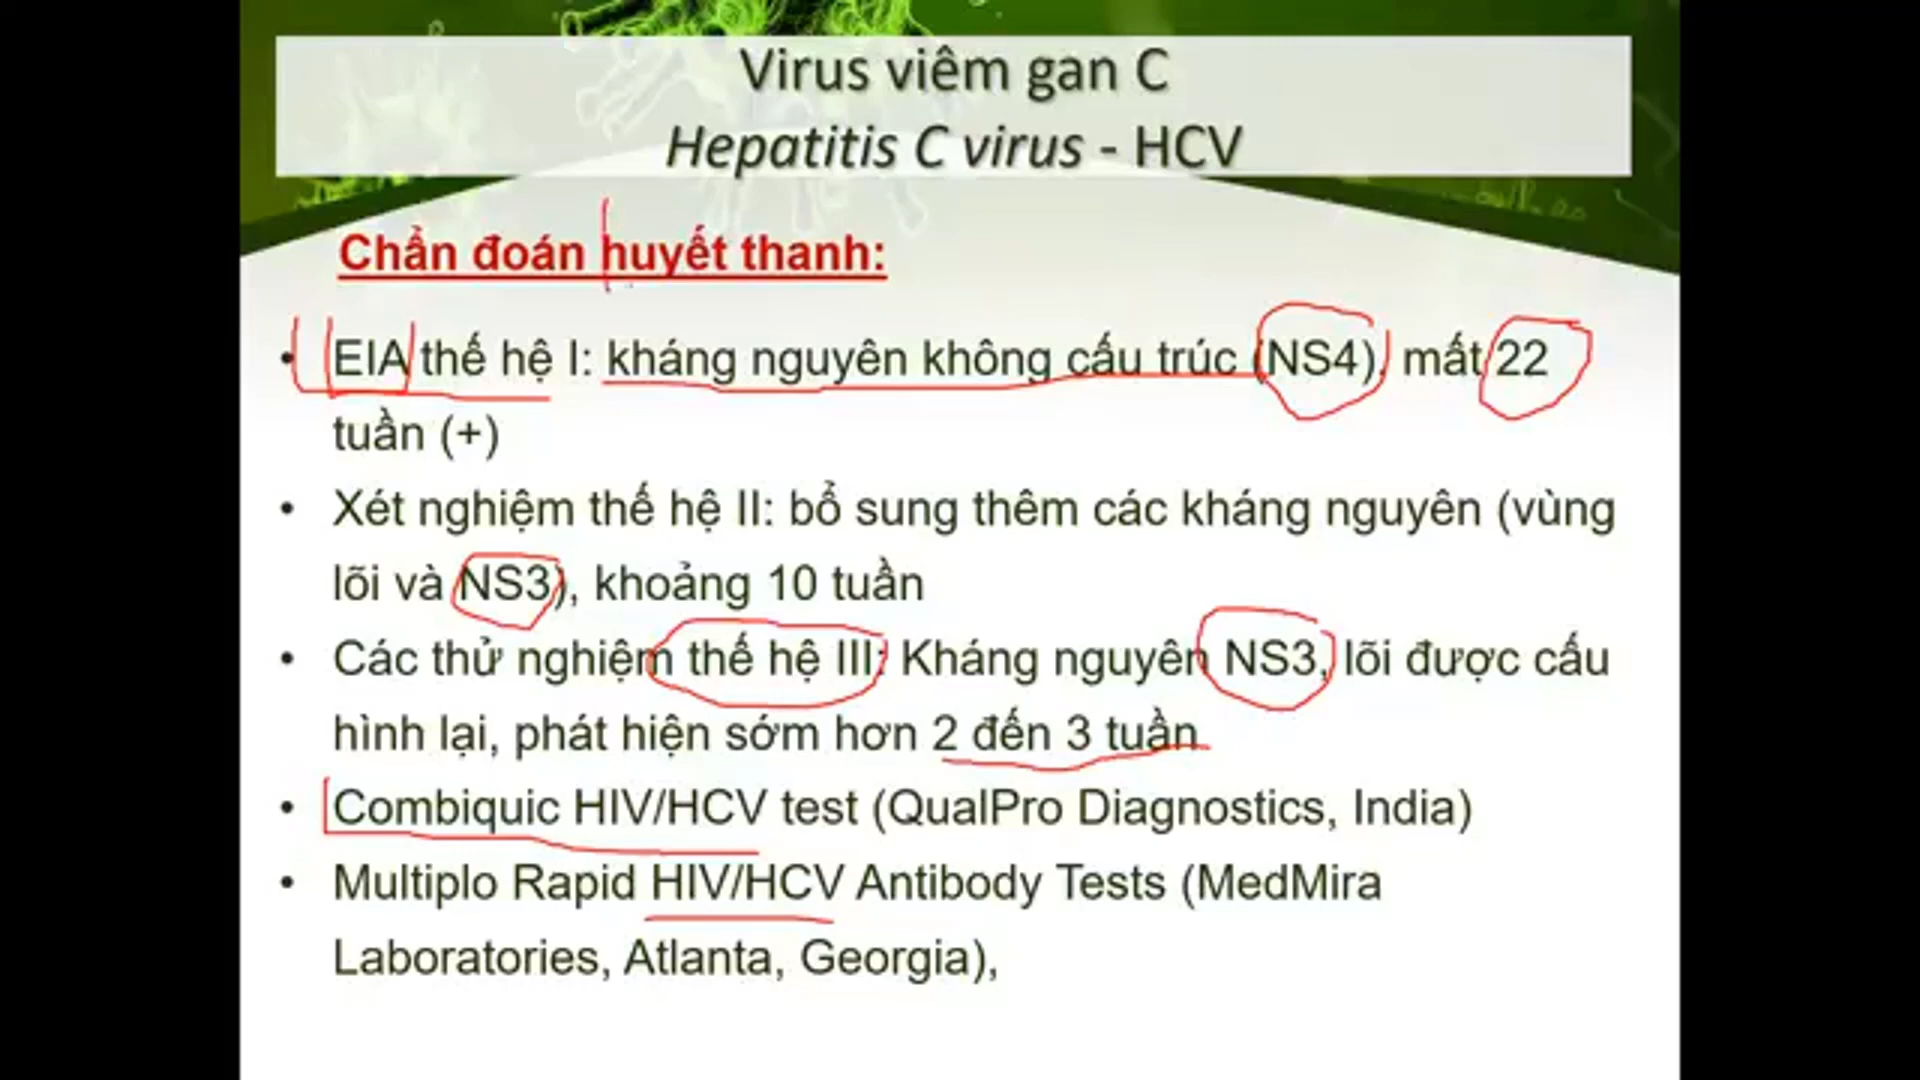 Virus viêm gan C
Hepatitis C virus - HCV
Chẩn đoán huyết thanh:
• EIA thế hệ I: kháng nguyên không cấu trúc (NS4), mất 22
tuần (+)
• Xét nghiệm thế hệ II: bổ sung thêm các kháng nguyên (vùng
lõi và NS3), khoảng 10 tuần
• Các thử nghiệm thế hệ III: Kháng nguyên NS3, lõi được cấu
hình lại, phát hiện sớm hơn 2 đến 3 tuần
• Combiquic HIV/HCV test (QualPro Diagnostics, India)
• Multiplo Rapid HIV/HCV Antibody Tests (MedMira
Laboratories, Atlanta, Georgia),